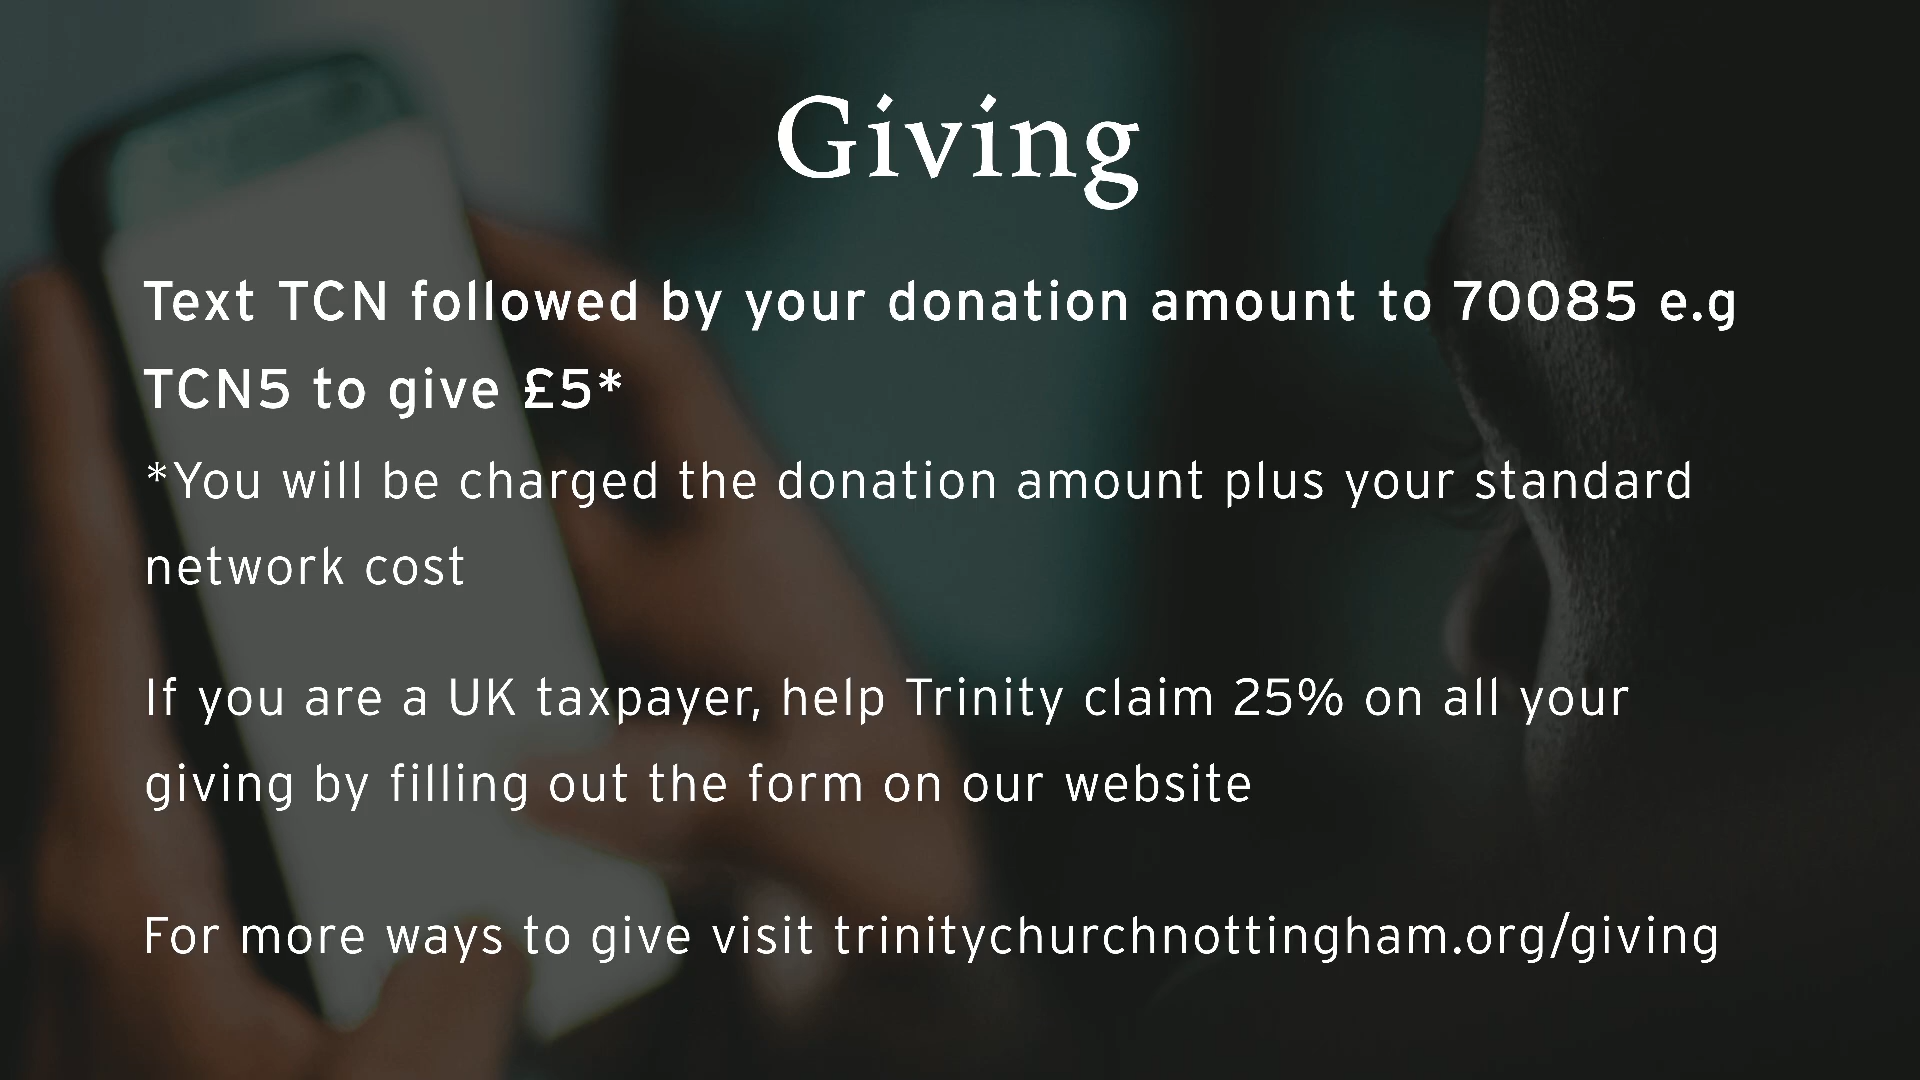 Giving
Text TCN followed by your donation amount to 70085 e.g
TCN5 to give £5*
*You will be charged the donation amount plus your standard
network cost
If you are a UK taxpayer, help Trinity claim 25% on all your
giving by filling out the form on our website
For more ways to give visit trinitychurchnottingham.org/giving